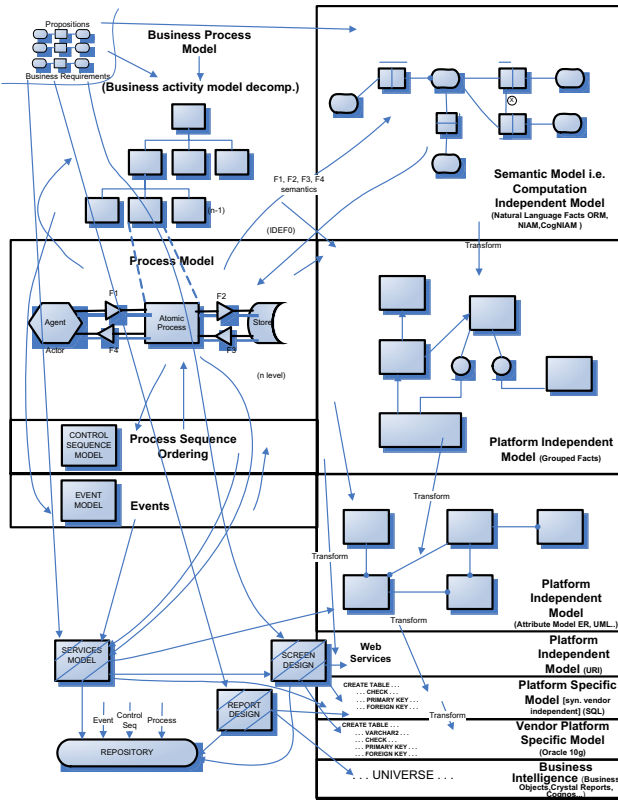 Propositions
Business Requirements
Business Process
Model
(Business activity model decomp.)
(n-1)
F1, F2, F3, F4
semantics
(IDEF0)
Semantic Model i.e.
Computation
Independent Model
(Natural Language Facts ORM,
NIAM,CogNIAM )
X
Transform
Process Model
F1
F2
Agent
Atomic
Process
Store
Actor
F4
F3
(n level)
CONTROL
SEQUENCE
MODEL
Process Sequence
Ordering
Platform Independent
Model (Grouped Facts)
EVENT
MODEL
Events
Transform
Transform
Platform
Independent
Model
(Attribute Model ER, UML..)
Transform
SERVICES
MODEL
SCREEN
DESIGN
REPORT
DESIGN
Web
Services
Platform
Independent
Model (URI)
CREATE TABLE . . .
. . . CHECK . . .
. . . PRIMARY KEY . . .
. . . FOREIGN KEY . . .
Platform Specific
Model [syn. vendor
independent] (SQL)
Transform
CREATE TABLE . . .
. . . VARCHAR2 . . .
. . . CHECK . . .
. . . PRIMARY KEY . . .
. . . FOREIGN KEY . . .
Vendor Platform
Specific Model
(Oracle 10g)
Event
Control
Seq
Process
REPOSITORY
. . . UNIVERSE . . .
Business
Intelligence (Business
Objects,Crystal Reports,
Cognos...)